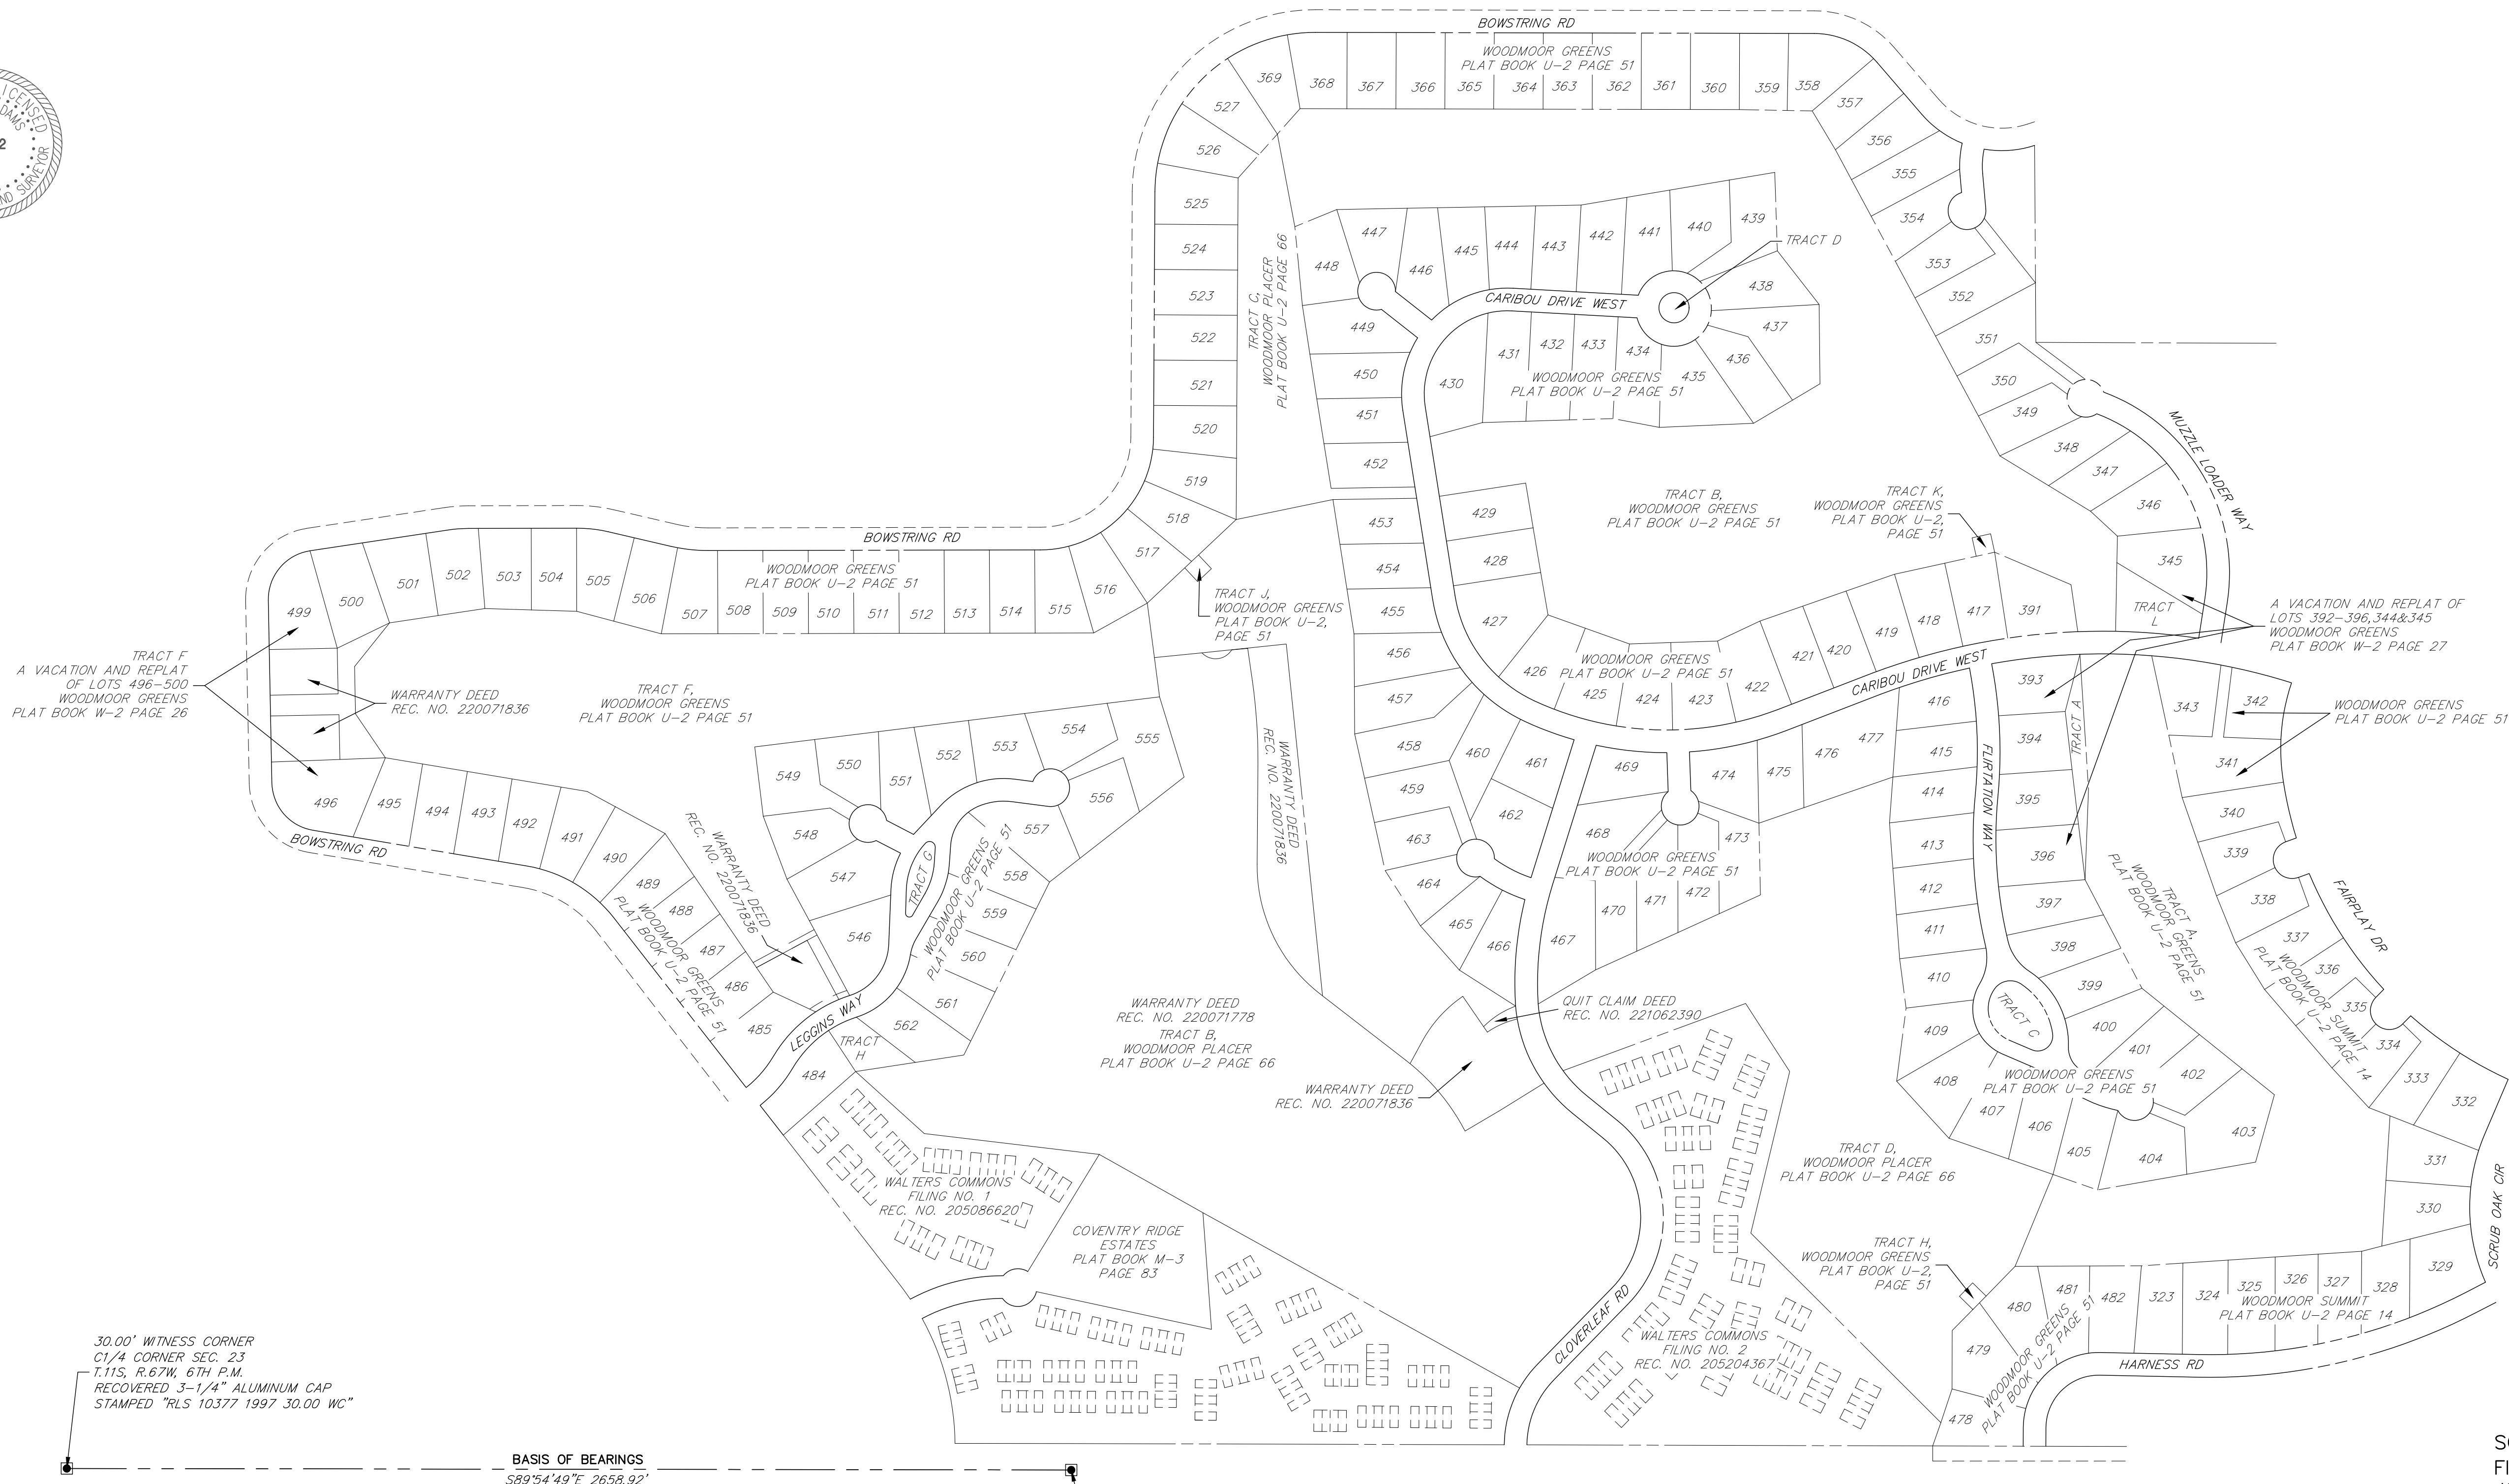 LICENSED
ADAMS
2
ND SURVEYOR
BOWSTRING RD
WOODMOOR GREENS
PLAT BOOK U-2 PAGE 51
369
368
367
366
365
364
363
362
361
360
359
358
357
356
355
354
353
352
351
350
349
348
347
346
345
527
526
525
524
523
522
521
520
519
518
517
516
TRACT C,
WOODMOOR PLACER
PLAT BOOK U-2 PAGE 66
447
448
446
445
444
443
442
441
440
439
TRACT D
438
437
436
435
434
433
432
431
430
CARIBOU DRIVE WEST
WOODMOOR GREENS
PLAT BOOK U-2 PAGE 51
449
450
451
452
453
454
455
456
457
458
459
429
428
427
426
TRACT B,
WOODMOOR GREENS
PLAT BOOK U-2 PAGE 51
TRACT K,
WOODMOOR GREENS
PLAT BOOK U-2,
PAGE 51
MUZZLE LOADER WAY
TRACT
L
A VACATION AND REPLAT OF
LOTS 392-396,344&345
WOODMOOR GREENS
PLAT BOOK W-2 PAGE 27
BOWSTRING RD
499
500
501
502
503
504
505
506
507
508
509
510
511
512
513
514
515
WOODMOOR GREENS
PLAT BOOK U-2 PAGE 51
TRACT J,
WOODMOOR GREENS
PLAT BOOK U-2,
PAGE 51
TRACT F
A VACATION AND REPLAT
OF LOTS 496-500
WOODMOOR GREENS
PLAT BOOK W-2 PAGE 26
WARRANTY DEED
REC. NO. 220071836
TRACT F,
WOODMOOR GREENS
PLAT BOOK U-2 PAGE 51
WOODMOOR GREENS
PLAT BOOK U-2 PAGE 51
425
424
423
422
421
420
419
418
417
391
CARIBOU DRIVE WEST
416
415
414
413
412
411
410
409
408
407
406
405
404
403
402
401
400
399
398
397
396
395
394
393
TRACT A
FLIRTATION WAY
343
342
341
340
339
338
337
336
335
334
333
332
331
330
WOODMOOR GREENS
PLAT BOOK U-2 PAGE 51
496
495
494
493
492
491
490
489
488
487
486
485
484
BOWSTRING RD
WOODMOOR GREENS
PLAT BOOK U-2 PAGE 51
WARRANTY DEED
REC. NO. 220071836
549
550
551
552
553
554
555
556
557
558
559
560
561
562
548
547
546
TRACT G
WOODMOOR GREENS
PLAT BOOK U-2 PAGE 51
LEGGINS WAY
TRACT
H
WARRANTY DEED
REC. NO. 220071836
460
461
462
463
464
465
466
467
468
469
470
471
472
473
474
475
476
477
WOODMOOR GREENS
PLAT BOOK U-2 PAGE 51
TRACT A,
WOODMOOR GREENS
PLAT BOOK U-2 PAGE 51
FAIRPLAY DR
WOODMOOR SUMMIT
PLAT BOOK U-2 PAGE 14
TRACT C
WOODMOOR GREENS
PLAT BOOK U-2 PAGE 51
WARRANTY DEED
REC. NO. 220071778
TRACT B,
WOODMOOR PLACER
PLAT BOOK U-2 PAGE 66
QUIT CLAIM DEED
REC. NO. 221062390
WARRANTY DEED
REC. NO. 220071836
TRACT D,
WOODMOOR PLACER
PLAT BOOK U-2 PAGE 66
WALTERS COMMONS
FILING NO. 1
REC. NO. 205086620
COVENTRY RIDGE
ESTATES
PLAT BOOK M-3
PAGE 83
SCRUB OAK CIR
TRACT H,
WOODMOOR GREENS
PLAT BOOK U-2,
PAGE 51
478
479
480
481
482
323
324
325
326
327
328
329
WOODMOOR SUMMIT
PLAT BOOK U-2 PAGE 14
WOODMOOR GREENS
PLAT BOOK U-2 PAGE 51
HARNESS RD
CLOVERLEAF RD
WALTERS COMMONS
FILING NO. 2
REC. NO. 205204367
30.00' WITNESS CORNER
C1/4 CORNER SEC. 23
T.11S, R.67W, 6TH P.M.
RECOVERED 3-1/4" ALUMINUM CAP
STAMPED "RLS 10377 1997 30.00 WC"
BASIS OF BEARINGS
S89°54'49"E 2658.92'